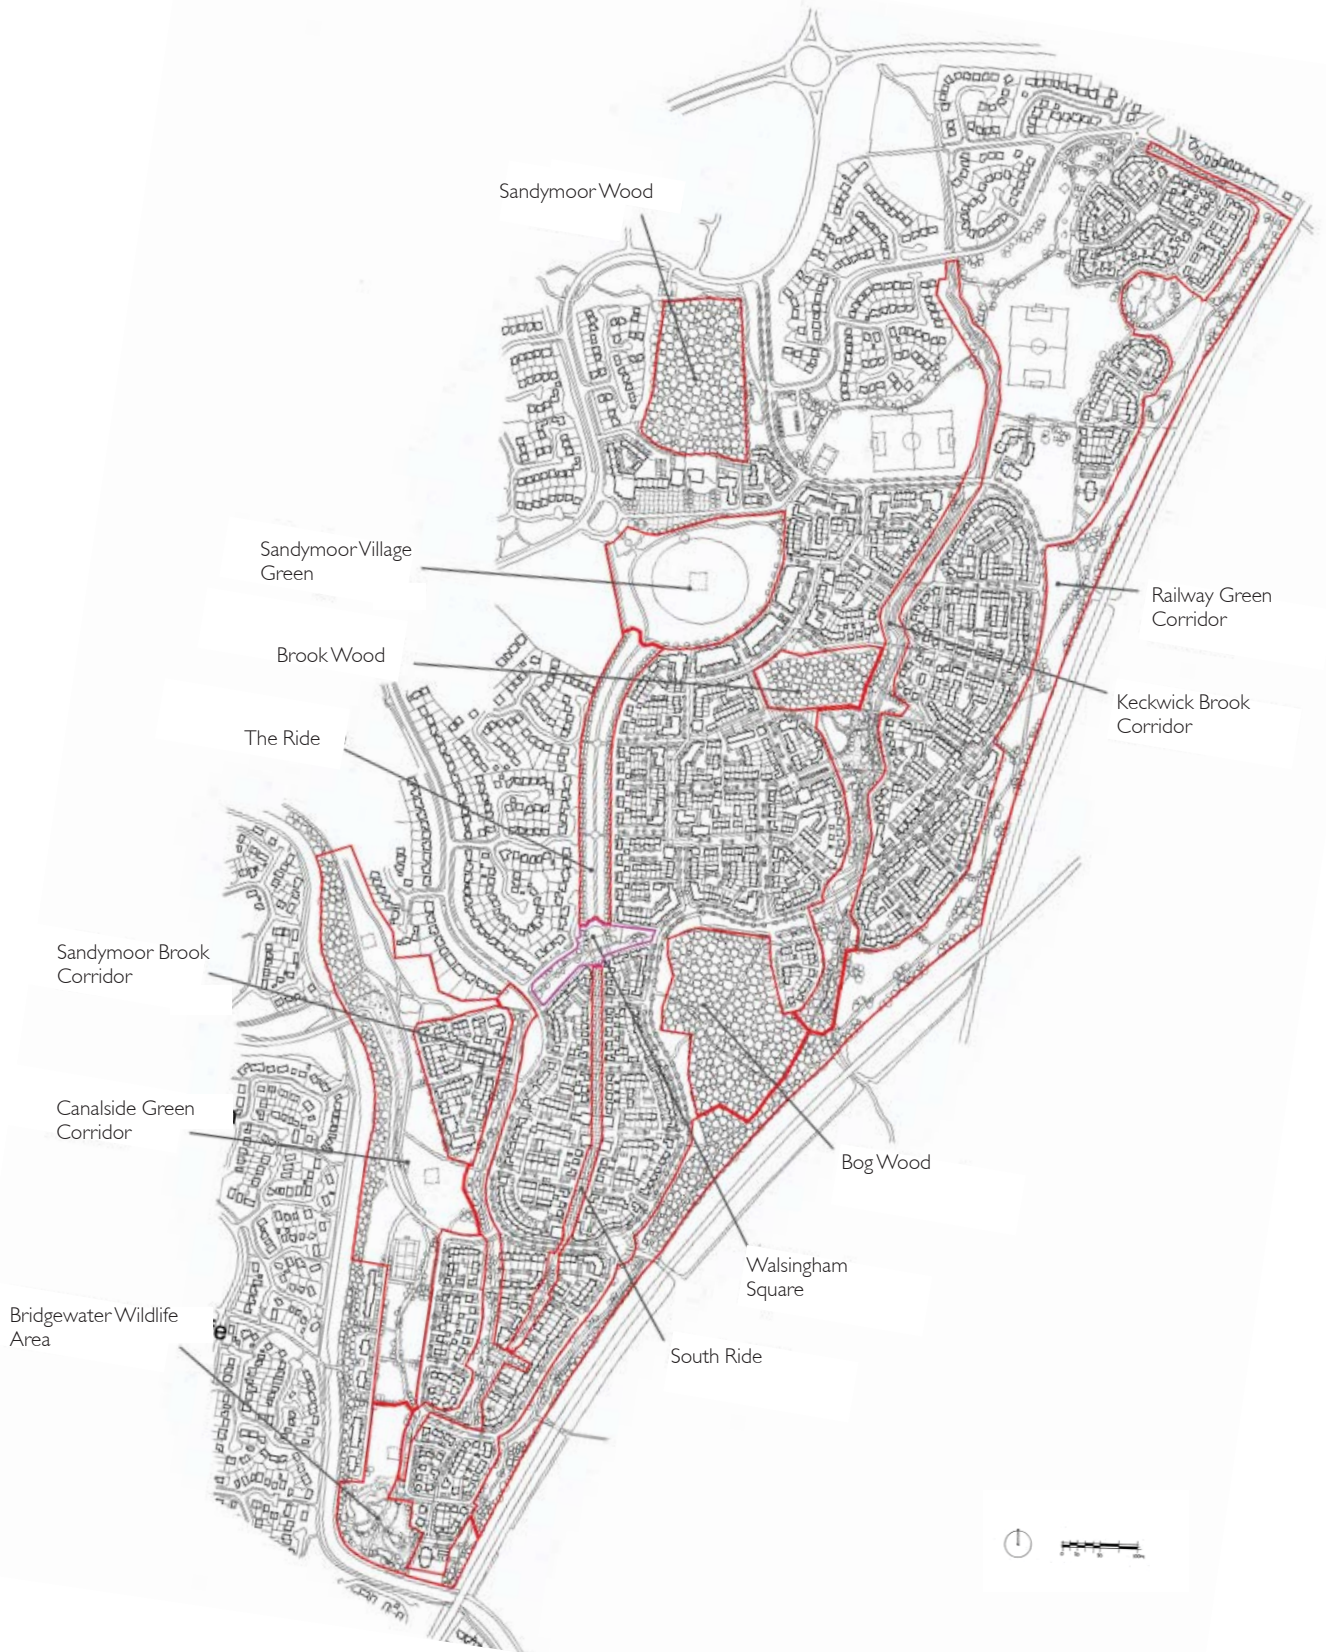 Sandymoor Wood
Sandymoor Village
Green
Railway Green
Corridor
Brook Wood
Keckwick Brook
Corridor
The Ride
Sandymoor Brook
Corridor
Canalside Green
Corridor
Bog Wood
Walsingham
Square
Bridgewater Wildlife
Area
South Ride